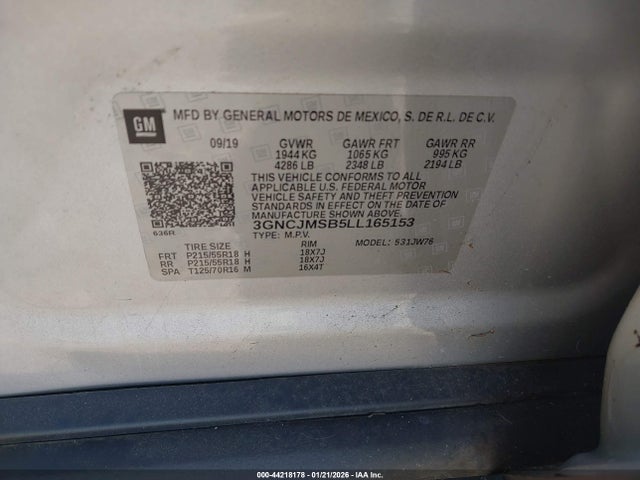 GM
MFD BY GENERAL MOTORS DE MEXICO, S. DE R.L. DE C.V.
09/19 GVWR GAWR FRT GAWR RR
1944 KG 1065 KG 995 KG
4286 LB 2348 LB 2194 LB
THIS VEHICLE CONFORMS TO ALL
APPLICABLE U.S. FEDERAL MOTOR
VEHICLE SAFETY AND THEFT PREVENTION
STANDARDS IN EFFECT ON THE DATE OF
MANUFACTURE SHOWN ABOVE.
3GNCJMSB5LL165153
636R TYPE: M.P.V. MODEL: 531JW76
TIRE SIZE RIM
FRT P215/55R18 H 18X7J
RR P215/55R18 H 18X7J
SPA T125/70R16 M 16X4T
3000-44218178 - 01/21/2026 - IAA Inc.